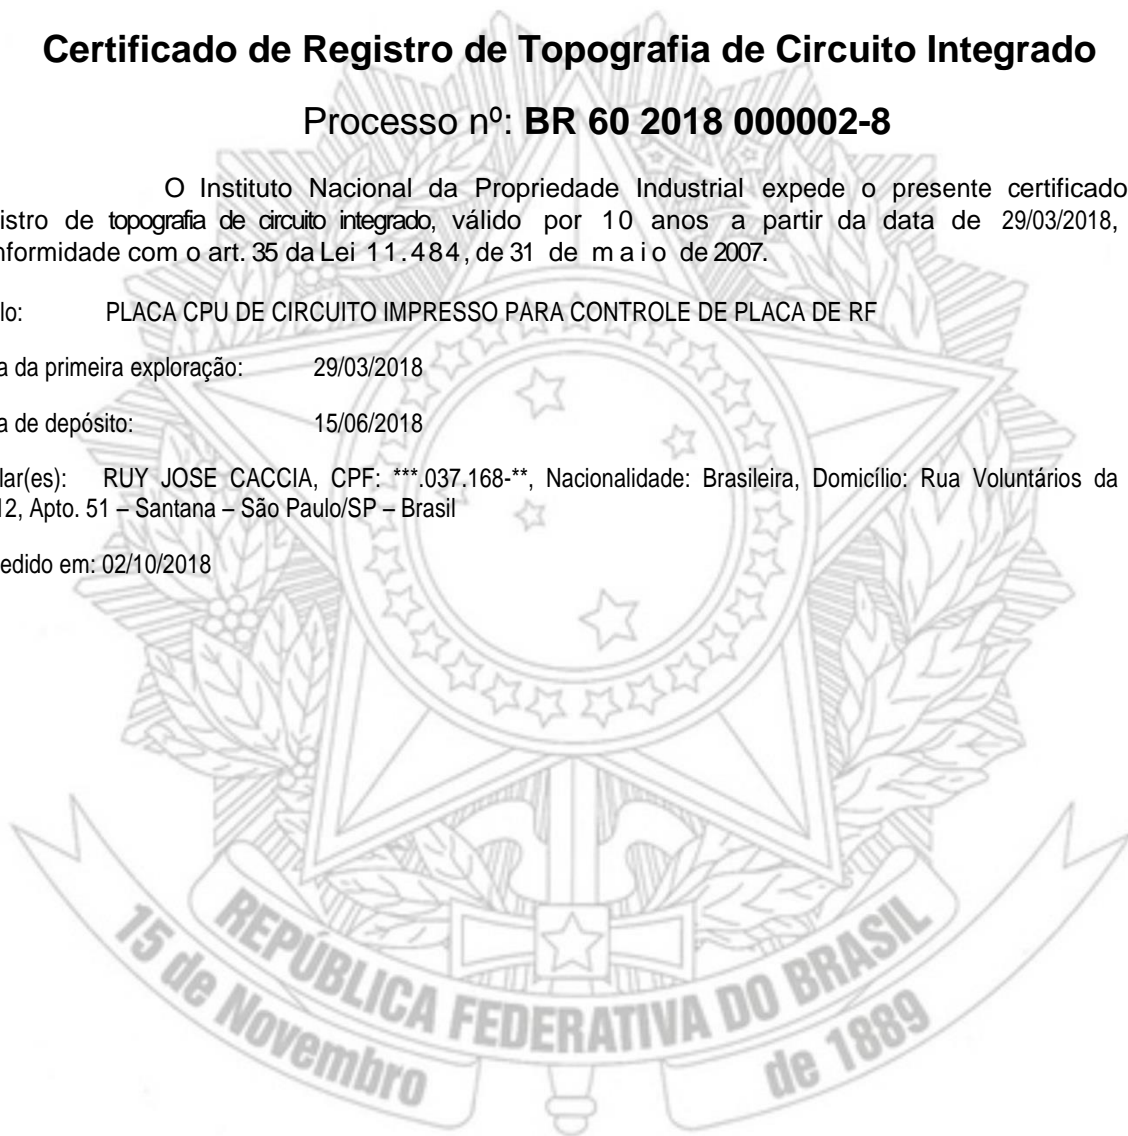 Certificado de Registro de Topografia de Circuito Integrado
Processo nº: BR 60 2018 000002-8
O Instituto Nacional da Propriedade Industrial expede o presente certificado
istro de topografia de circuito integrado, válido por 10 anos a partir da data de 29/03/2018,
nformidade com o art. 35 da Lei 11.484, de 31 de maio de 2007.
lo: PLACA CPU DE CIRCUITO IMPRESSO PARA CONTROLE DE PLACA DE RF
a da primeira exploração: 29/03/2018
a de depósito: 15/06/2018
lar(es): RUY JOSE CACCIA, CPF: ***.037.168-**, Nacionalidade: Brasileira, Domicílio: Rua Voluntários da
12, Apto. 51 – Santana – São Paulo/SP – Brasil
edido em: 02/10/2018
REPÚBLICA FEDERATIVA DO BRASIL
15 de Novembro de 1889